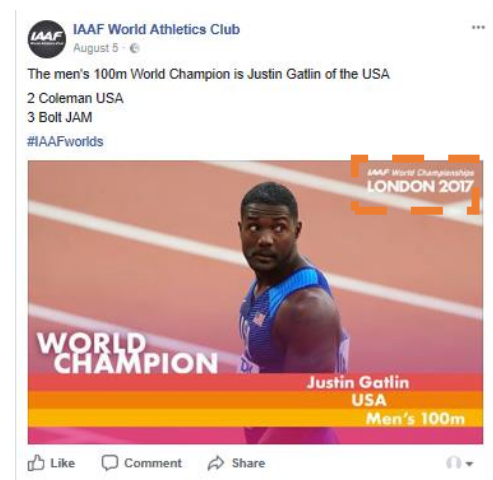 IAAF
IAAF World Athletics Club
August 5
The men's 100m World Champion is Justin Gatlin of the USA
2 Coleman USA
3 Bolt JAM
#IAAFworlds
IAAF World Championships
LONDON 2017
WORLD
CHAMPION
Justin Gatlin
USA
Men's 100m
Like Comment Share